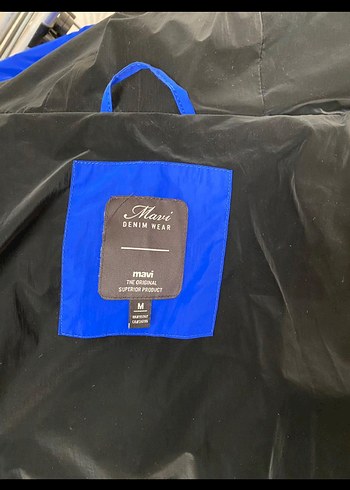 Mavi
DENIM WEAR
mavi
THE ORIGINAL
SUPERIOR PRODUCT
M